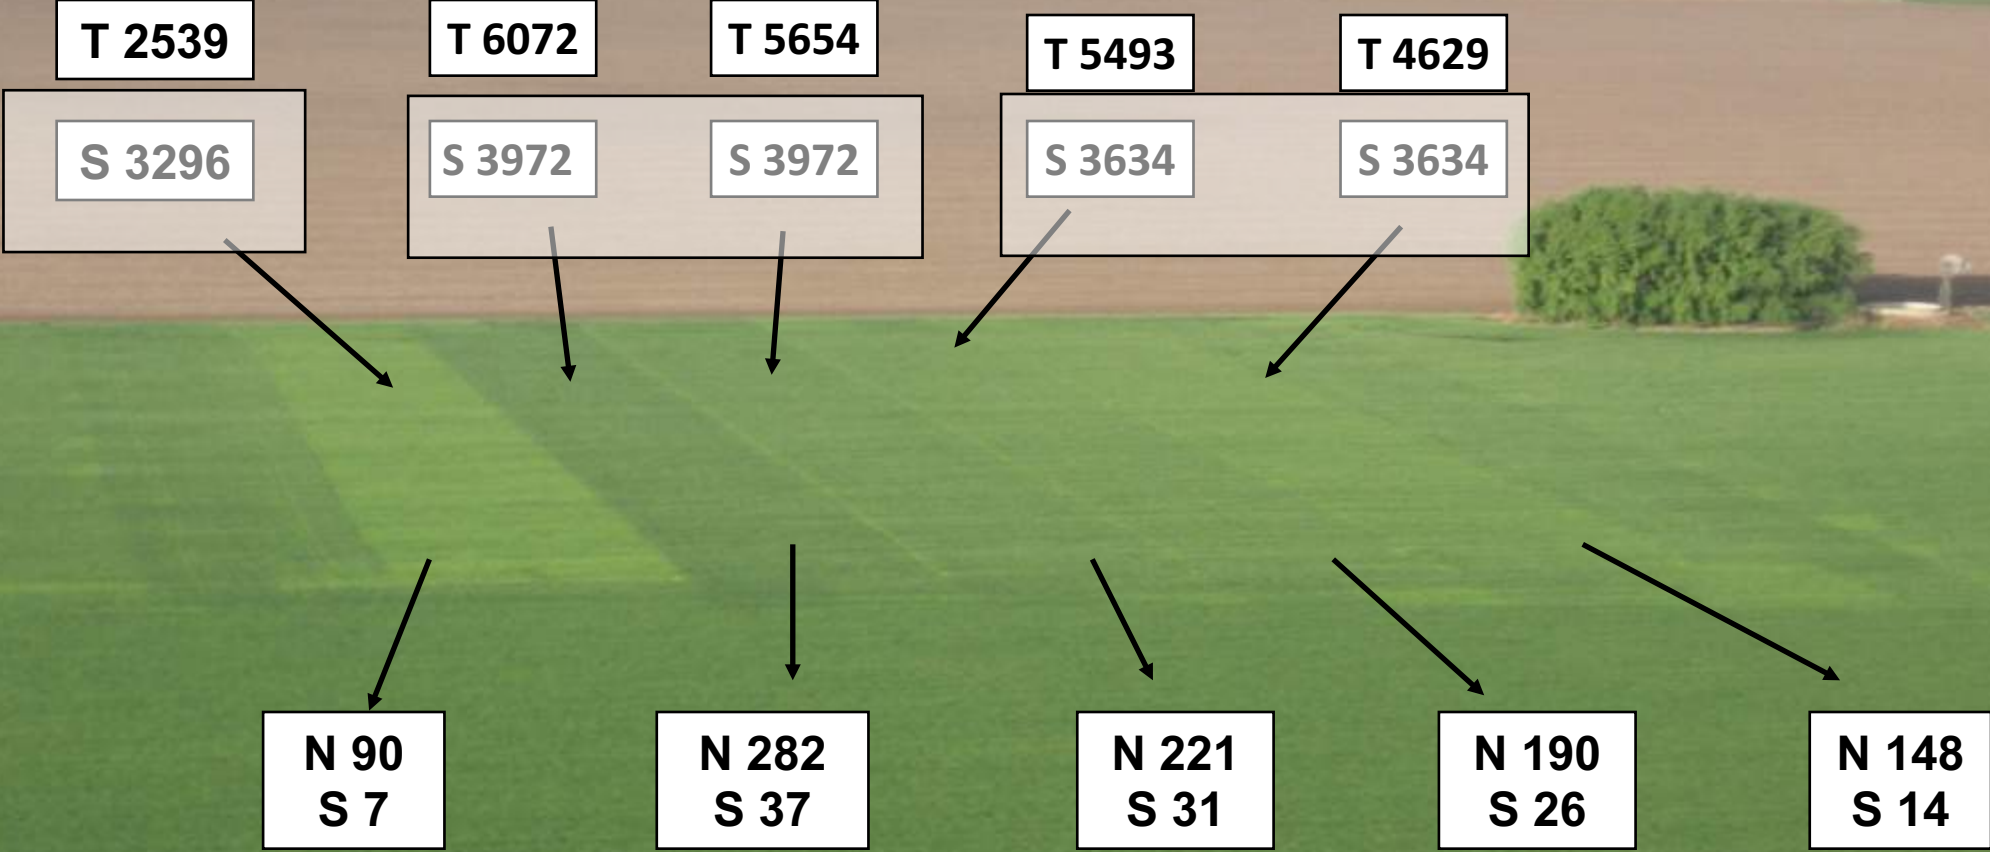 T 2539
T 6072
T 5654
T 5493
T 4629
S 3296
S 3972
S 3972
S 3634
S 3634
N 90
S 7
N 282
S 37
N 221
S 31
N 190
S 26
N 148
S 14